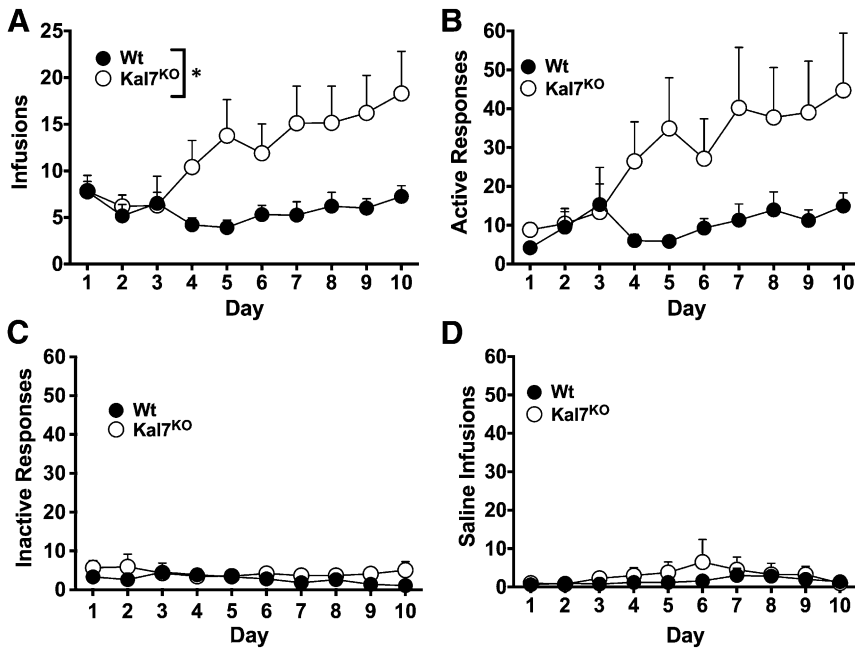 A
25
20
15
10
5
0
Infusions
Wt
Kal7KO
*
1 2 3 4 5 6 7 8 9 10
Day
B
60
50
40
30
20
10
0
Active Responses
Wt
Kal7KO
1 2 3 4 5 6 7 8 9 10
Day
C
60
50
40
30
20
10
0
Inactive Responses
Wt
Kal7KO
1 2 3 4 5 6 7 8 9 10
Day
D
60
50
40
30
20
10
0
Saline Infusions
Wt
Kal7KO
1 2 3 4 5 6 7 8 9 10
Day